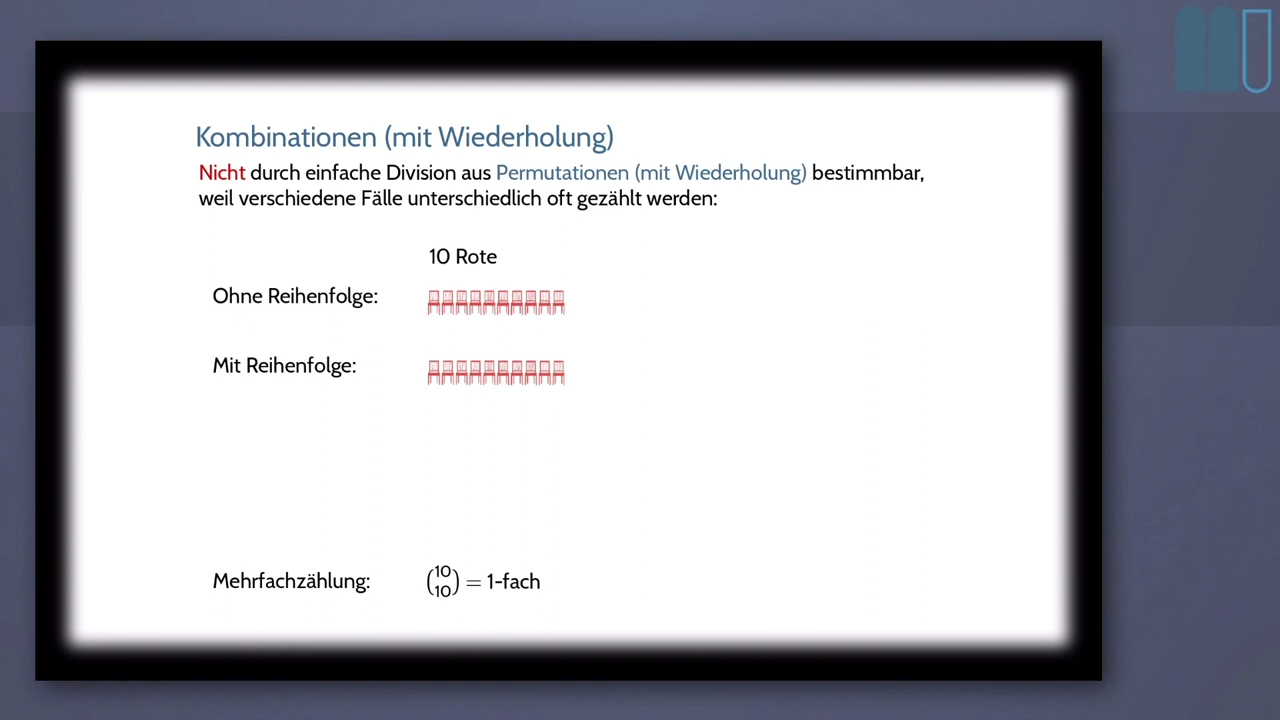 Kombinationen (mit Wiederholung)
Nicht durch einfache Division aus Permutationen (mit Wiederholung) bestimmbar,
weil verschiedene Fälle unterschiedlich oft gezählt werden:
10 Rote
Ohne Reihenfolge:
Mit Reihenfolge:
Mehrfachzählung: (10 10) = 1-fach